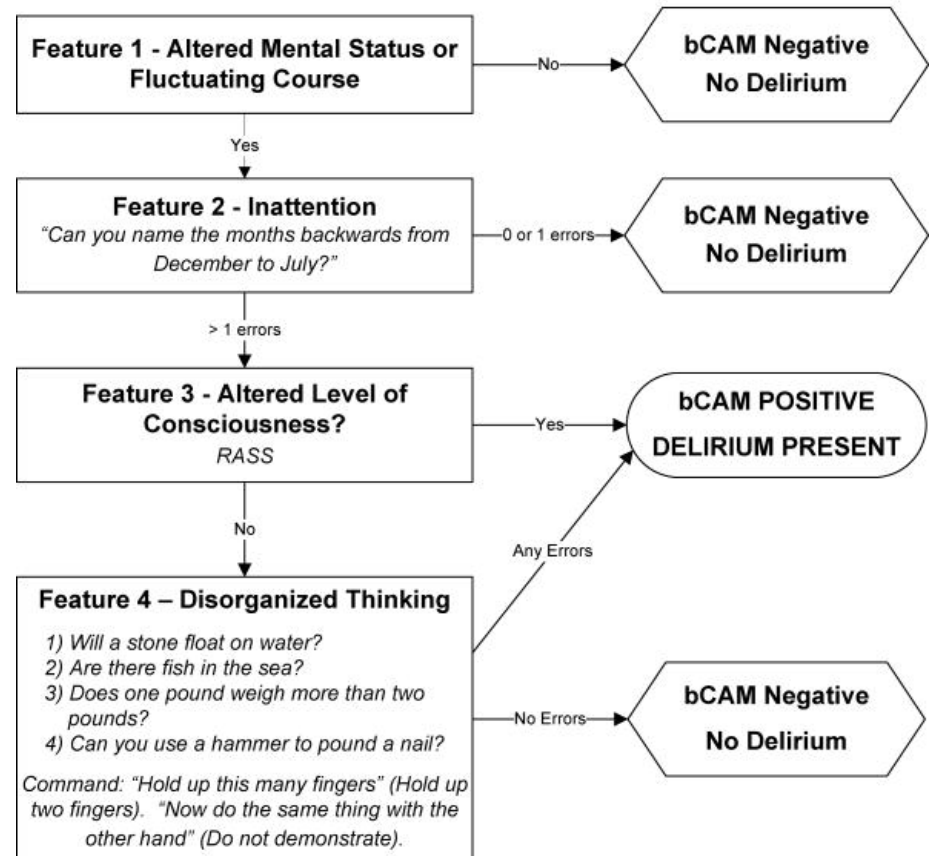 Feature 1 - Altered Mental Status or
Fluctuating Course
No
bCAM Negative
No Delirium
Yes
Feature 2 - Inattention
“Can you name the months backwards from
December to July?”
0 or 1 errors
bCAM Negative
No Delirium
> 1 errors
Feature 3 - Altered Level of
Consciousness?
RASS
Yes
bCAM POSITIVE
DELIRIUM PRESENT
No
Any Errors
Feature 4 – Disorganized Thinking
1) Will a stone float on water?
2) Are there fish in the sea?
3) Does one pound weigh more than two
pounds?
4) Can you use a hammer to pound a nail?
Command: “Hold up this many fingers” (Hold up
two fingers). “Now do the same thing with the
other hand” (Do not demonstrate).
No Errors
bCAM Negative
No Delirium